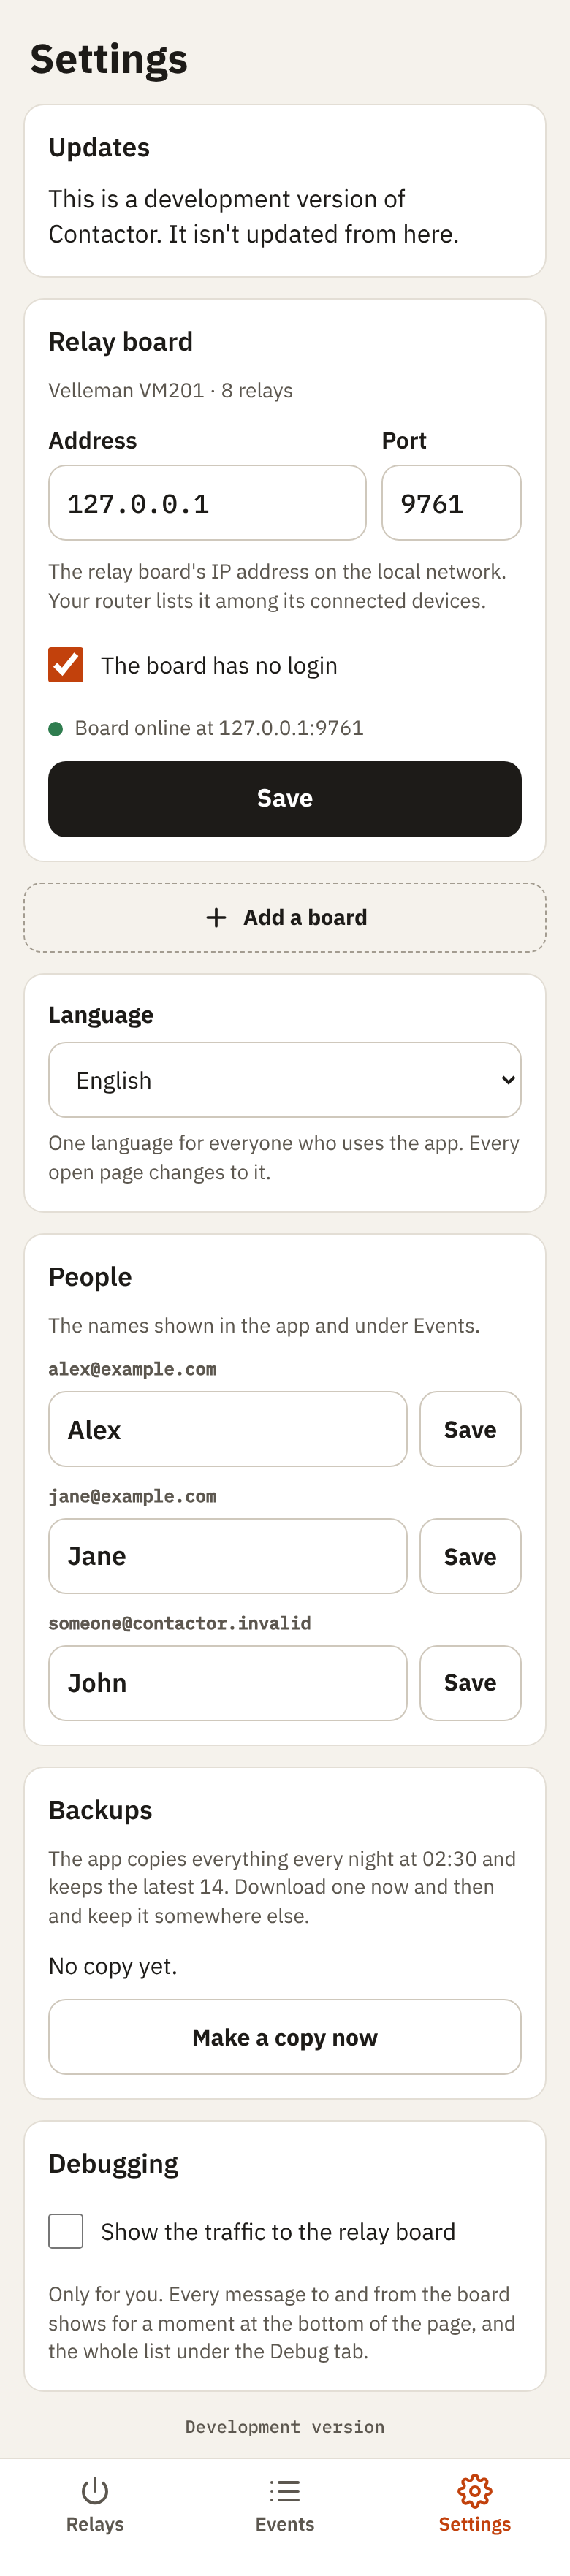 Settings
Updates
This is a development version of
Contactor. It isn't updated from here.
Relay board
Velleman VM201 · 8 relays
Address
Port
127.0.0.1
9761
The relay board's IP address on the local network.
Your router lists it among its connected devices.
The board has no login
Board online at 127.0.0.1:9761
Save
Add a board
Language
English
One language for everyone who uses the app. Every
open page changes to it.
People
The names shown in the app and under Events.
alex@example.com
Alex
Save
jane@example.com
Jane
Save
someone@contactor.invalid
John
Save
Backups
The app copies everything every night at 02:30 and
keeps the latest 14. Download one now and then
and keep it somewhere else.
No copy yet.
Make a copy now
Debugging
Show the traffic to the relay board
Only for you. Every message to and from the board
shows for a moment at the bottom of the page, and
the whole list under the Debug tab.
Development version
Relays
Events
Settings